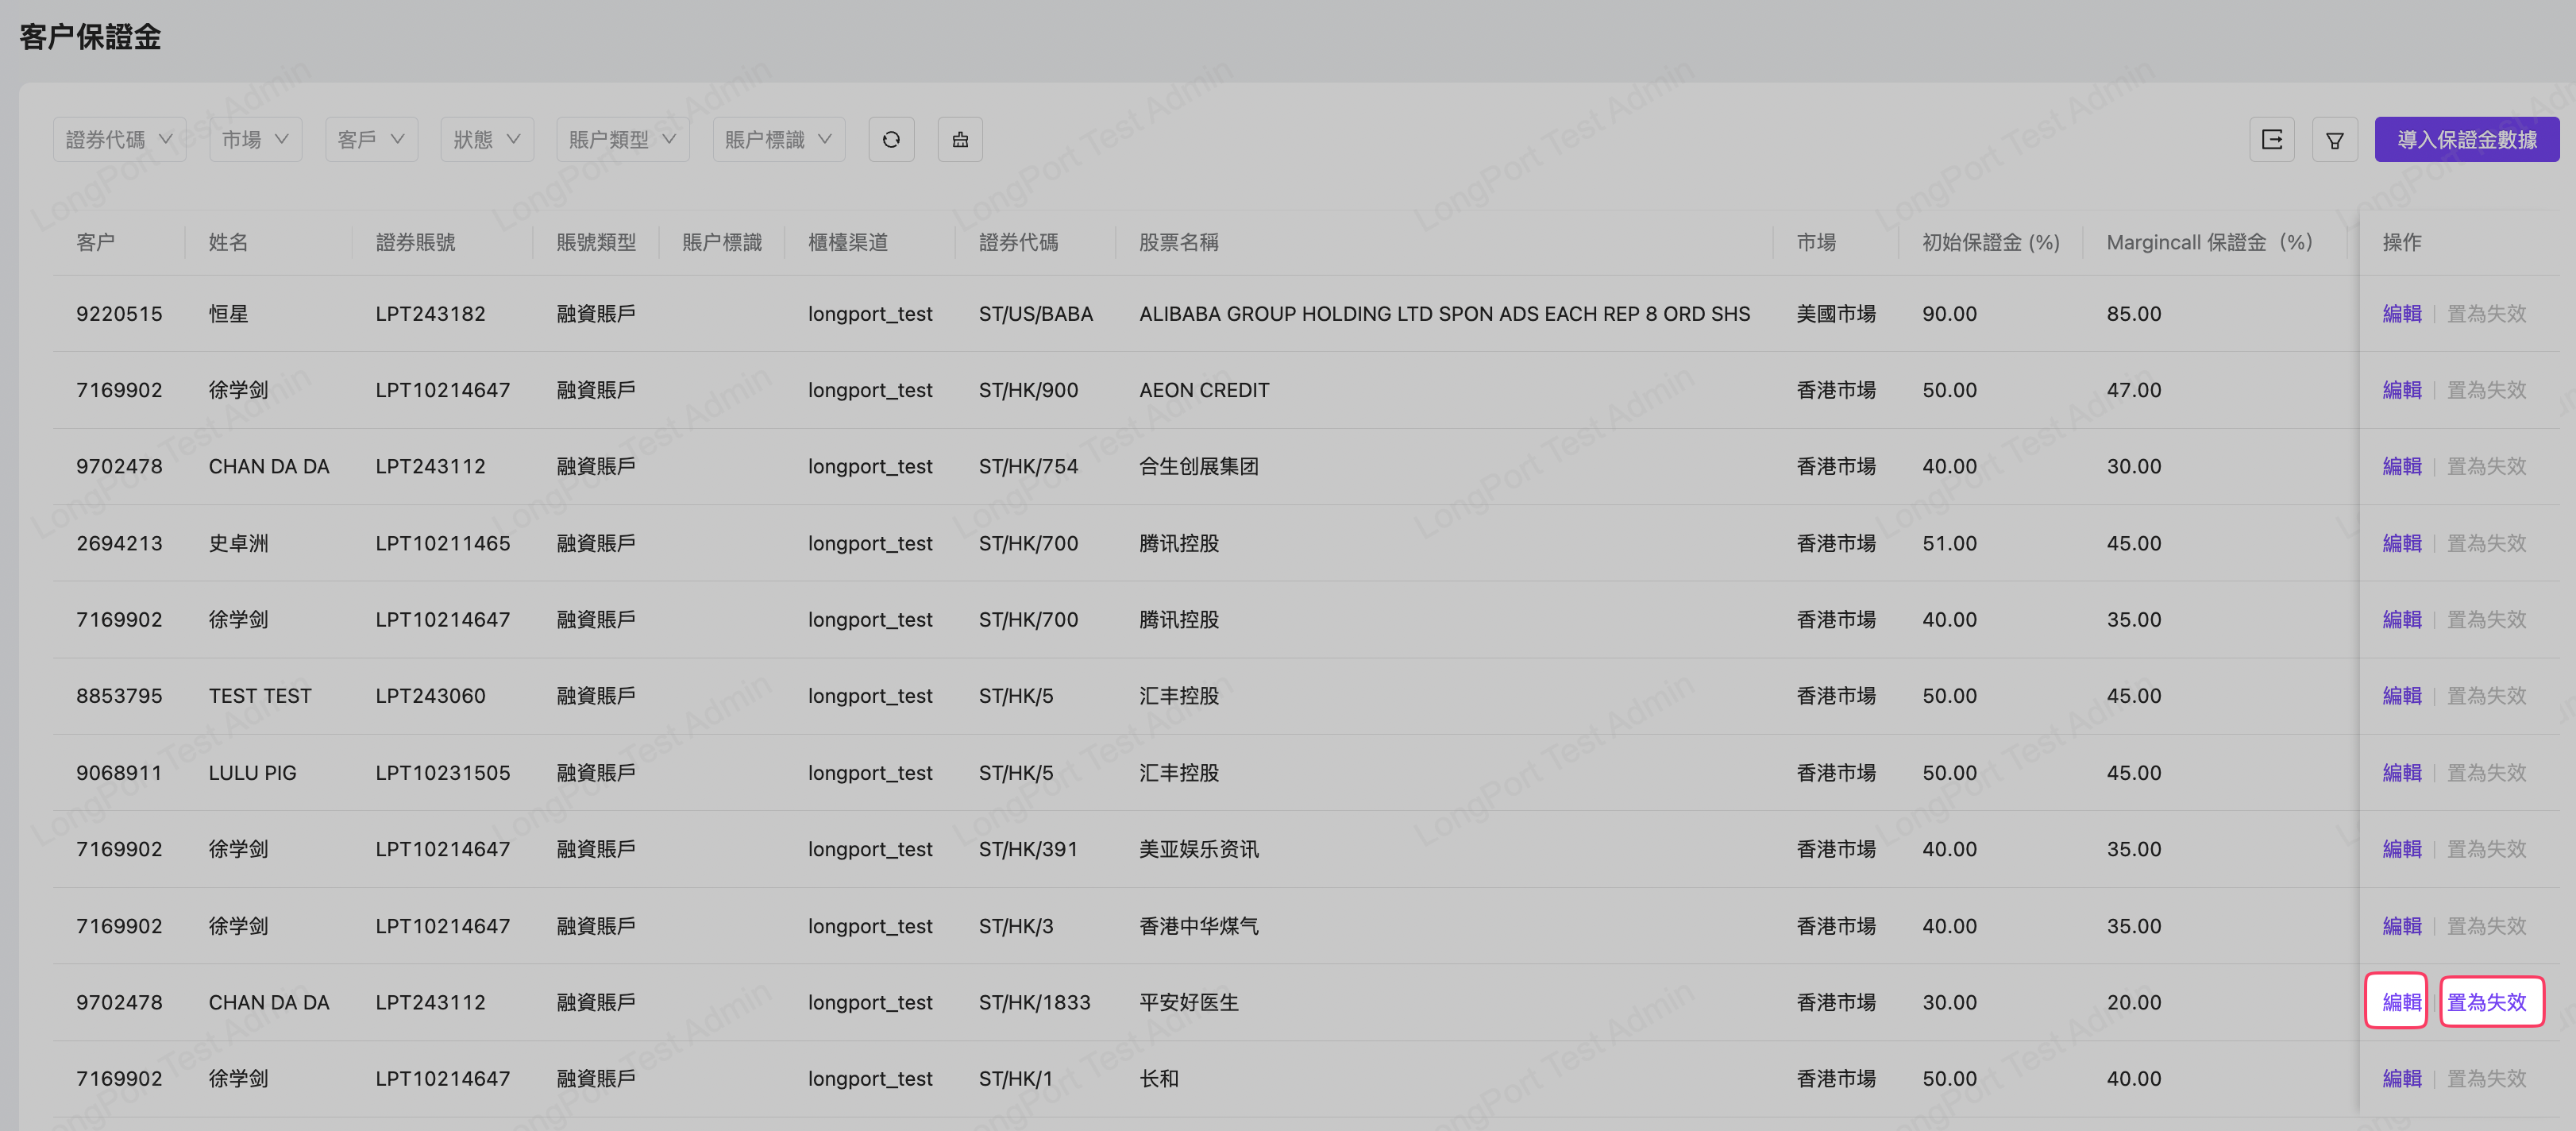 客户保證金
證券代碼 市場 客戶 狀態 賬户類型 賬户標識 導入保證金數據
客户 姓名 證券賬號 賬號類型 賬户標識 櫃檯渠道 證券代碼 股票名稱 市場 初始保證金 (%) Margincall 保證金（%） 操作
9220515 恒星 LPT243182 融資賬戶 longport_test ST/US/BABA ALIBABA GROUP HOLDING LTD SPON ADS EACH REP 8 ORD SHS 美國市場 90.00 85.00 編輯 置為失效
7169902 徐学剑 LPT10214647 融資賬戶 longport_test ST/HK/900 AEON CREDIT 香港市場 50.00 47.00 編輯 置為失效
9702478 CHAN DA DA LPT243112 融資賬戶 longport_test ST/HK/754 合生创展集团 香港市場 40.00 30.00 編輯 置為失效
2694213 史卓洲 LPT10211465 融資賬戶 longport_test ST/HK/700 腾讯控股 香港市場 51.00 45.00 編輯 置為失效
7169902 徐学剑 LPT10214647 融資賬戶 longport_test ST/HK/700 腾讯控股 香港市場 40.00 35.00 編輯 置為失效
8853795 TEST TEST LPT243060 融資賬戶 longport_test ST/HK/5 汇丰控股 香港市場 50.00 45.00 編輯 置為失效
9068911 LULU PIG LPT10231505 融資賬戶 longport_test ST/HK/5 汇丰控股 香港市場 50.00 45.00 編輯 置為失效
7169902 徐学剑 LPT10214647 融資賬戶 longport_test ST/HK/391 美亚娱乐资讯 香港市場 40.00 35.00 編輯 置為失效
7169902 徐学剑 LPT10214647 融資賬戶 longport_test ST/HK/3 香港中华煤气 香港市場 40.00 35.00 編輯 置為失效
9702478 CHAN DA DA LPT243112 融資賬戶 longport_test ST/HK/1833 平安好医生 香港市場 30.00 20.00 編輯 置為失效
7169902 徐学剑 LPT10214647 融資賬戶 longport_test ST/HK/1 长和 香港市場 50.00 40.00 編輯 置為失效
LongPort Test Admin